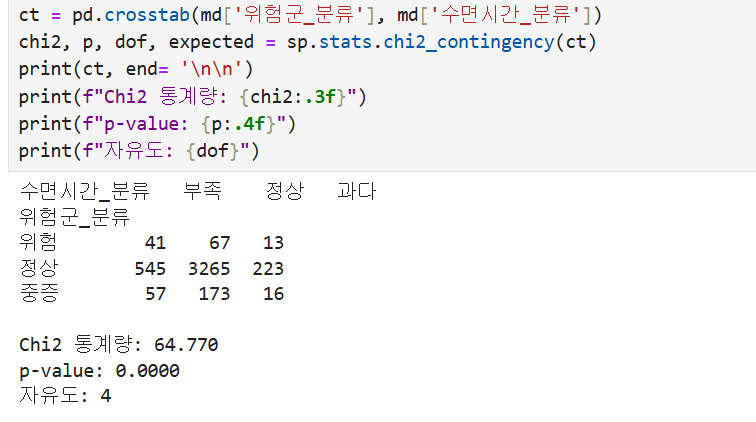 ct = pd.crosstab(md['위험군_분류'], md['수면시간_분류'])
chi2, p, dof, expected = sp.stats.chi2_contingency(ct)
print(ct, end= '\n\n')
print(f"Chi2 통계량: {chi2:.3f}")
print(f"p-value: {p:.4f}")
print(f"자유도: {dof}")
수면시간_분류 부족 정상 과다
위험군_분류
위험 41 67 13
정상 545 3265 223
중증 57 173 16
Chi2 통계량: 64.770
p-value: 0.0000
자유도: 4